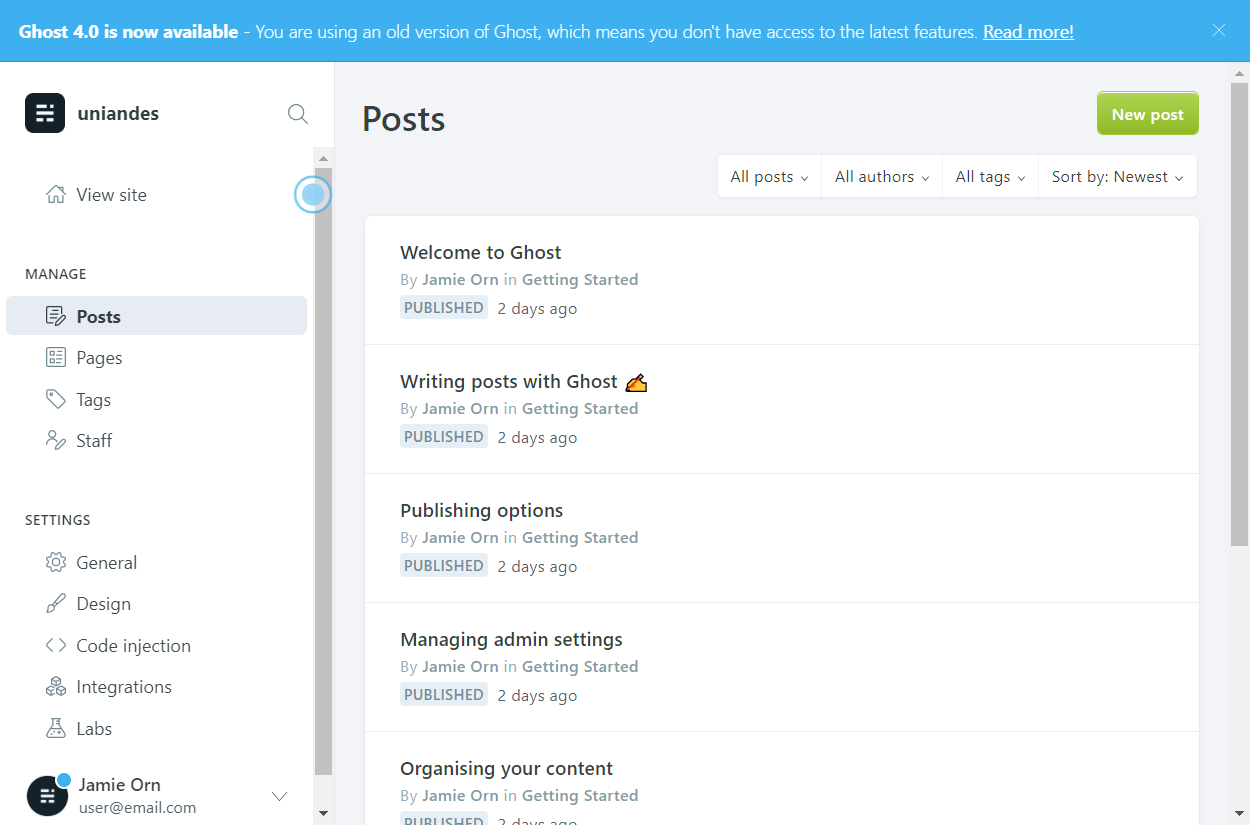 Ghost 4.0 is now available - You are using an old version of Ghost, which means you don't have access to the latest features. Read more!
uniandes
View site
MANAGE
Posts
Pages
Tags
Staff
SETTINGS
General
Design
Code injection
Integrations
Labs
Jamie Orn
user@email.com
Posts
New post
All posts
All authors
All tags
Sort by: Newest
Welcome to Ghost
By Jamie Orn in Getting Started
PUBLISHED 2 days ago
Writing posts with Ghost ✍️
By Jamie Orn in Getting Started
PUBLISHED 2 days ago
Publishing options
By Jamie Orn in Getting Started
PUBLISHED 2 days ago
Managing admin settings
By Jamie Orn in Getting Started
PUBLISHED 2 days ago
Organising your content
By Jamie Orn in Getting Started
PUBLISHED 2 days ago